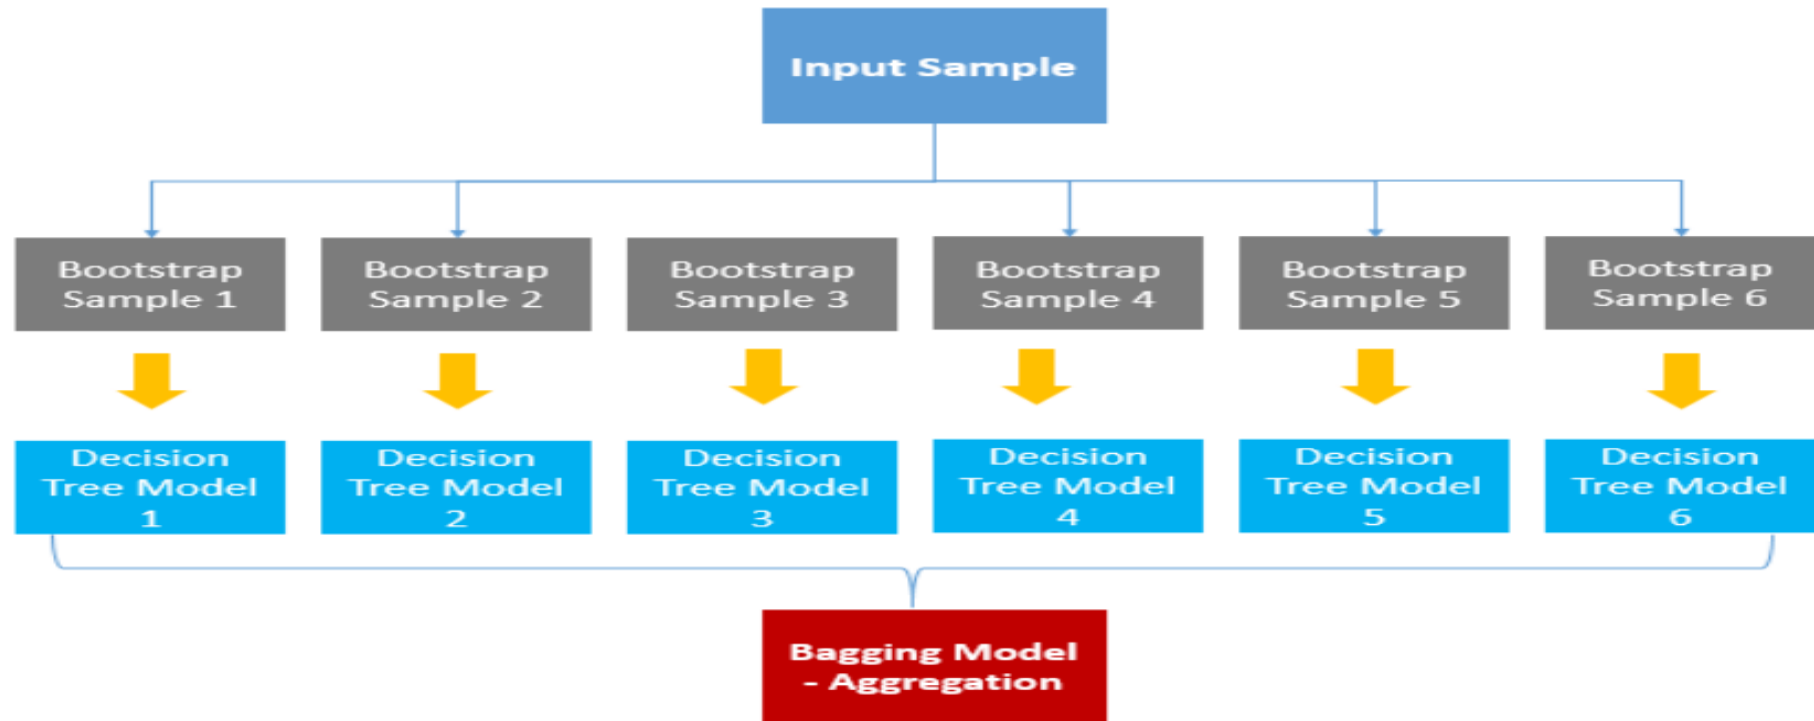 Input Sample
Bootstrap
Sample 1
Bootstrap
Sample 2
Bootstrap
Sample 3
Bootstrap
Sample 4
Bootstrap
Sample 5
Bootstrap
Sample 6
Decision
Tree Model
1
Decision
Tree Model
2
Decision
Tree Model
3
Decision
Tree Model
4
Decision
Tree Model
5
Decision
Tree Model
6
Bagging Model
- Aggregation